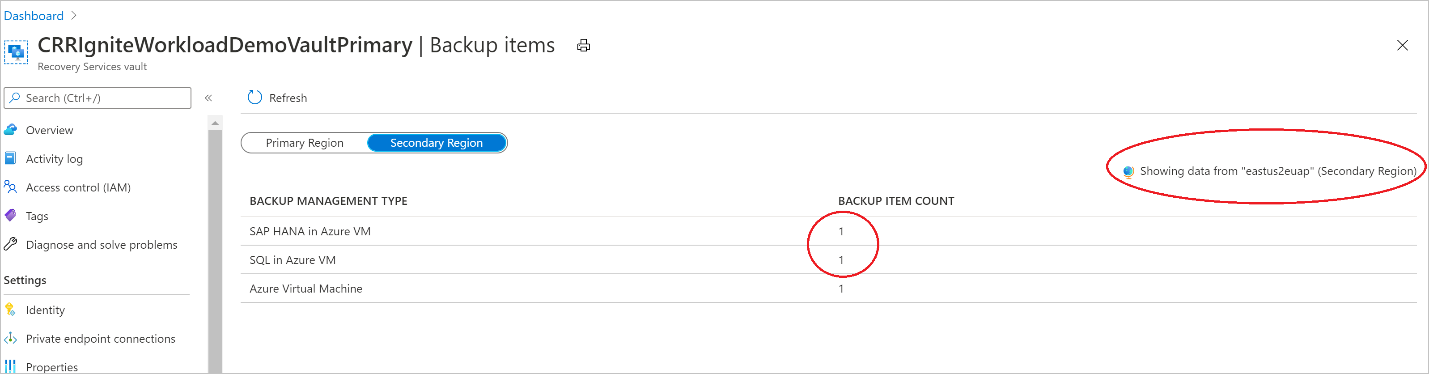 Dashboard
CRRIgniteWorkloadDemoVaultPrimary | Backup items
Recovery Services vault
Search (Ctrl+/)
Overview
Activity log
Access control (IAM)
Tags
Diagnose and solve problems
Settings
Identity
Private endpoint connections
Properties
Refresh
Primary Region Secondary Region
Showing data from "eastus2euap" (Secondary Region)
BACKUP MANAGEMENT TYPE BACKUP ITEM COUNT
SAP HANA in Azure VM 1
SQL in Azure VM 1
Azure Virtual Machine 1